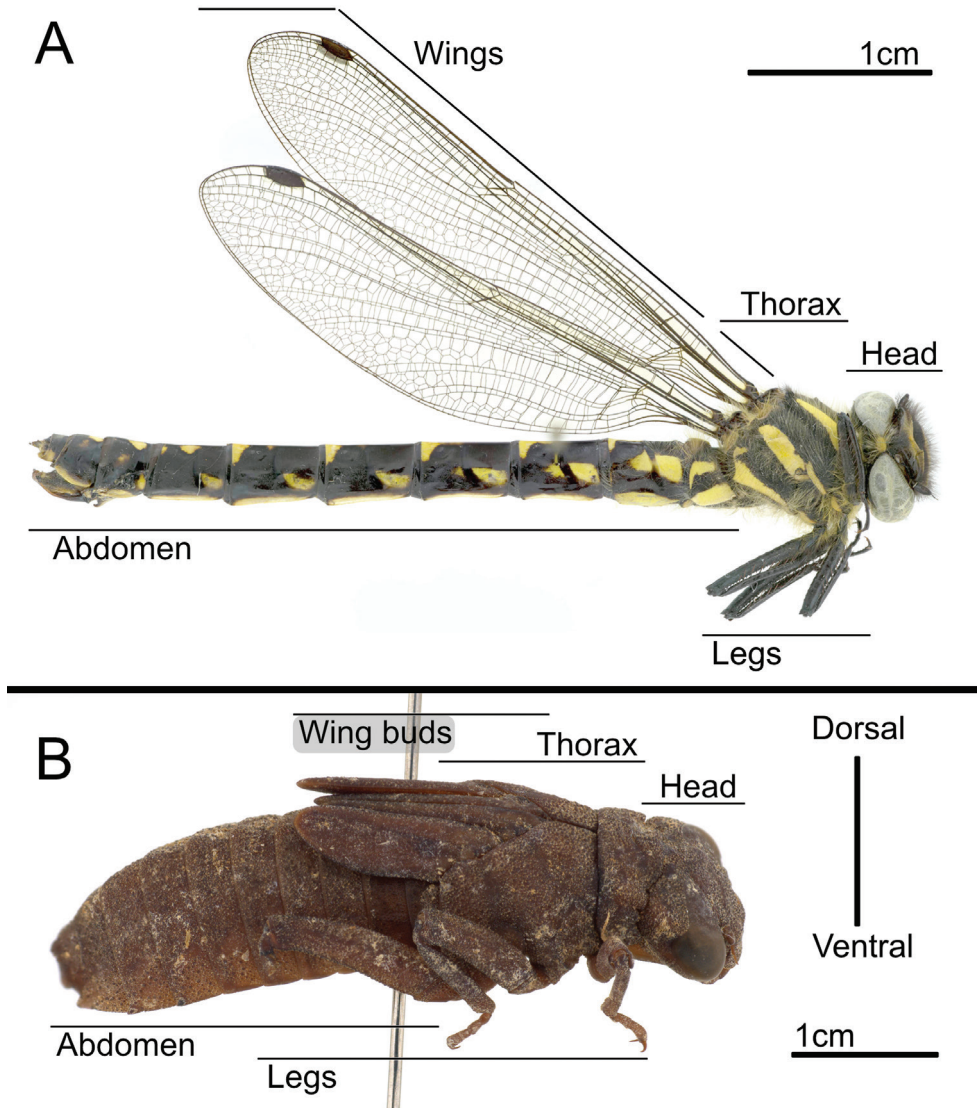 A
Wings
1cm
Thorax
Head
Abdomen
Legs
B
Wing buds
Thorax
Head
Dorsal
Ventral
Abdomen
Legs
1cm